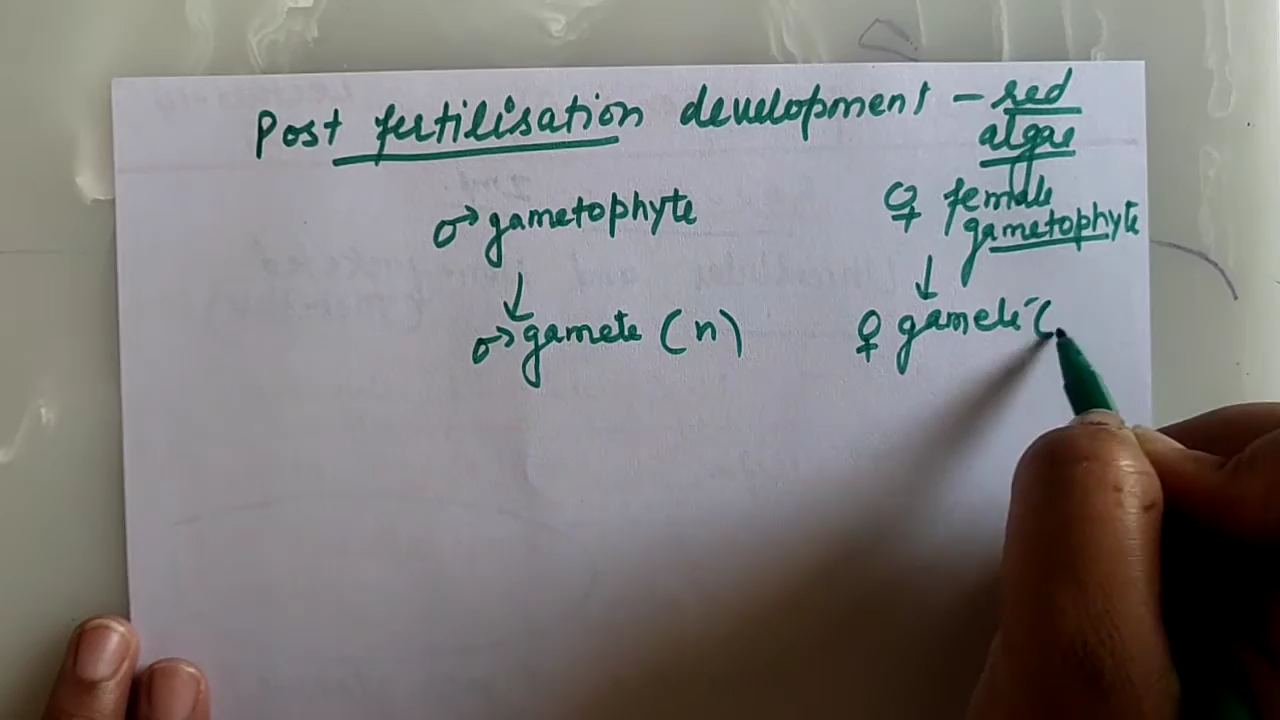 Post fertilisation development - red
algae
♂ gametophyte ♀ female
gametophyte
↓ ↓
♂ gamete (n) ♀ gamete (